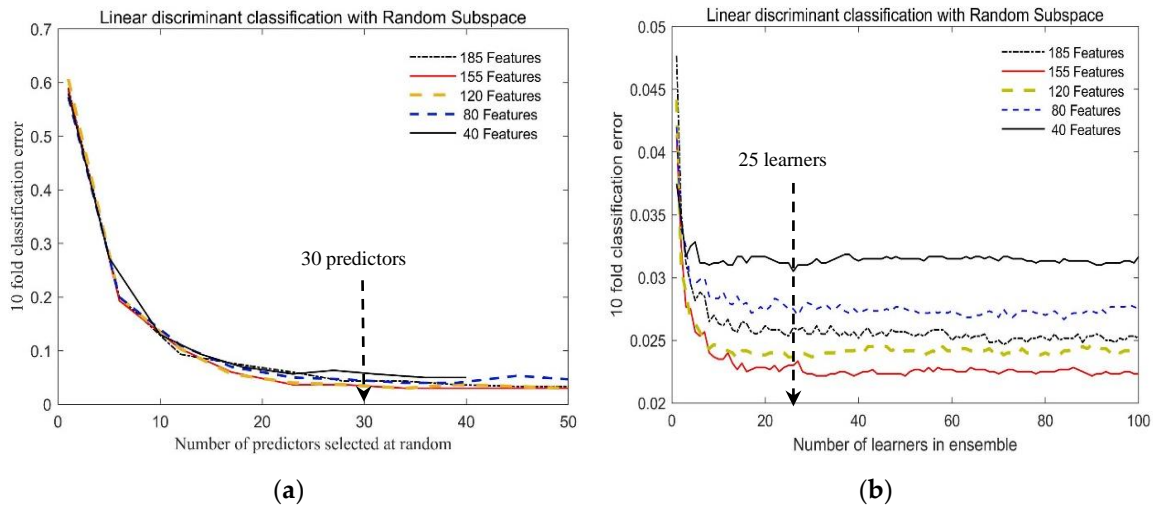 Linear discriminant classification with Random Subspace
0.7
0.6
0.5
0.4
0.3
0.2
0.1
0
10 fold classification error
185 Features
155 Features
120 Features
80 Features
40 Features
30 predictors
0 10 20 30 40 50
Number of predictors selected at random
(a)
Linear discriminant classification with Random Subspace
0.05
0.045
0.04
0.035
0.03
0.025
0.02
10 fold classification error
185 Features
155 Features
120 Features
80 Features
40 Features
25 learners
0 20 40 60 80 100
Number of learners in ensemble
(b)